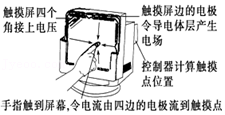 触摸屏四个
角接上电压
触摸屏边的电极
令导电体层产生
电场
控制器计算触摸
点位置
手指触到屏幕,令电流由四边的电极流到触摸点